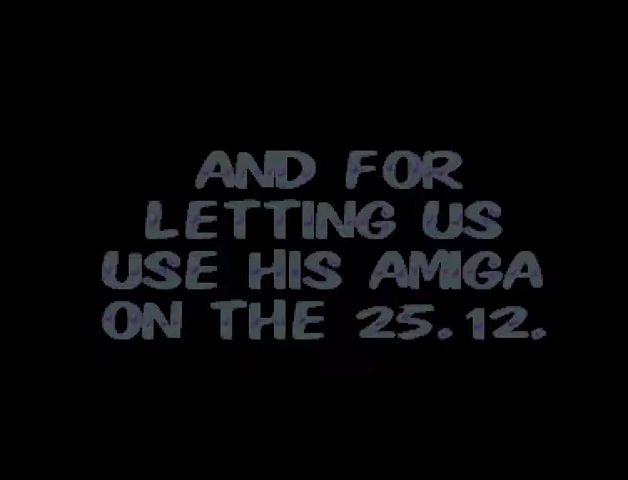 AND FOR
LETTING US
USE HIS AMIGA
ON THE 25.12.